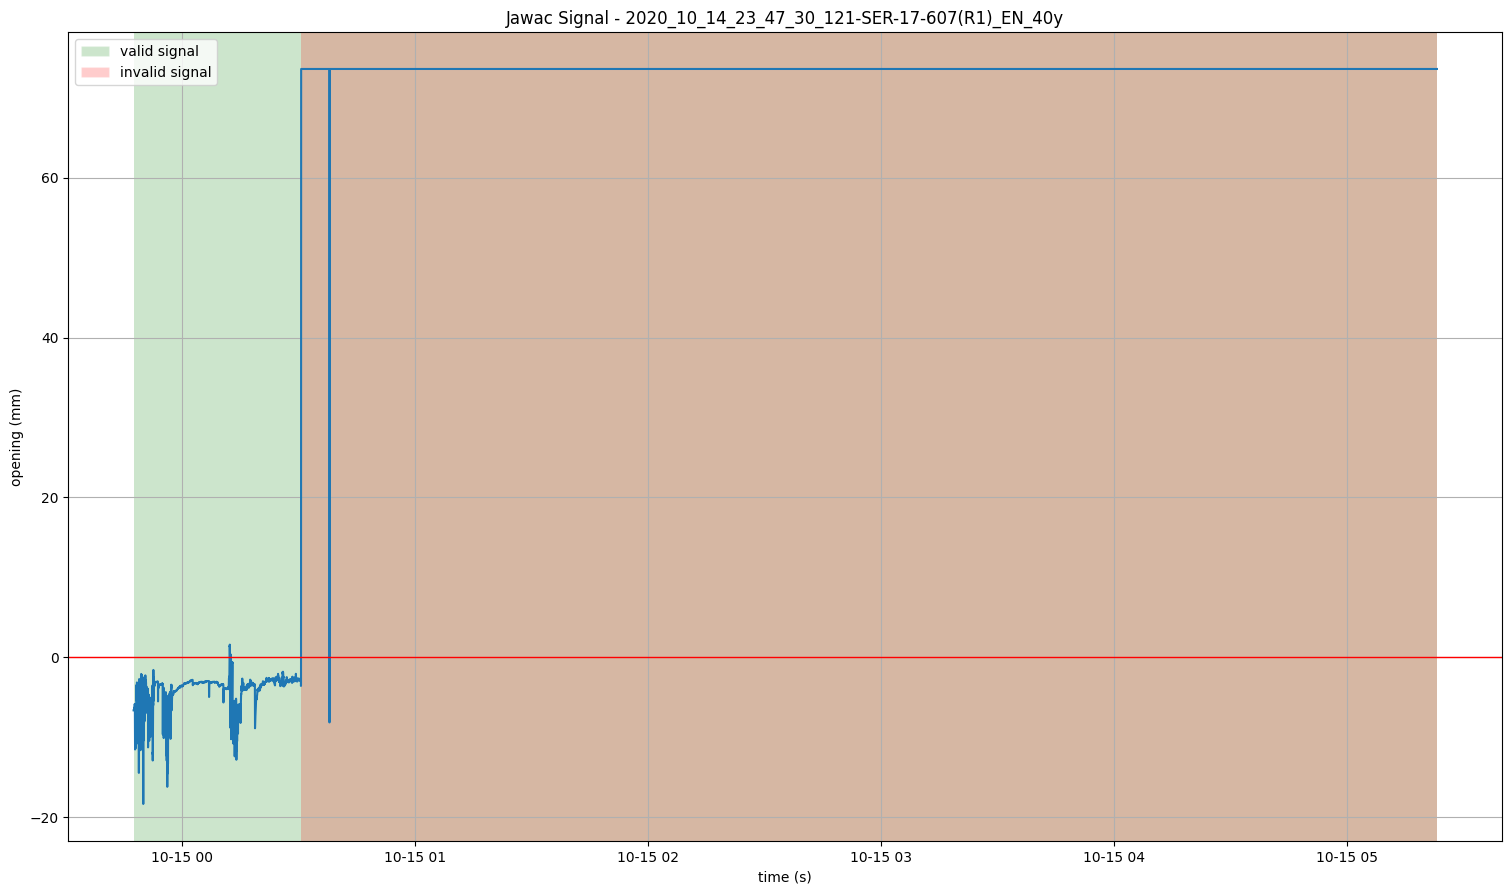 Jawac Signal - 2020_10_14_23_47_30_121-SER-17-607(R1)_EN_40y
valid signal
invalid signal
opening (mm)
60
40
20
0
−20
10-15 00
10-15 01
10-15 02
10-15 03
10-15 04
10-15 05
time (s)